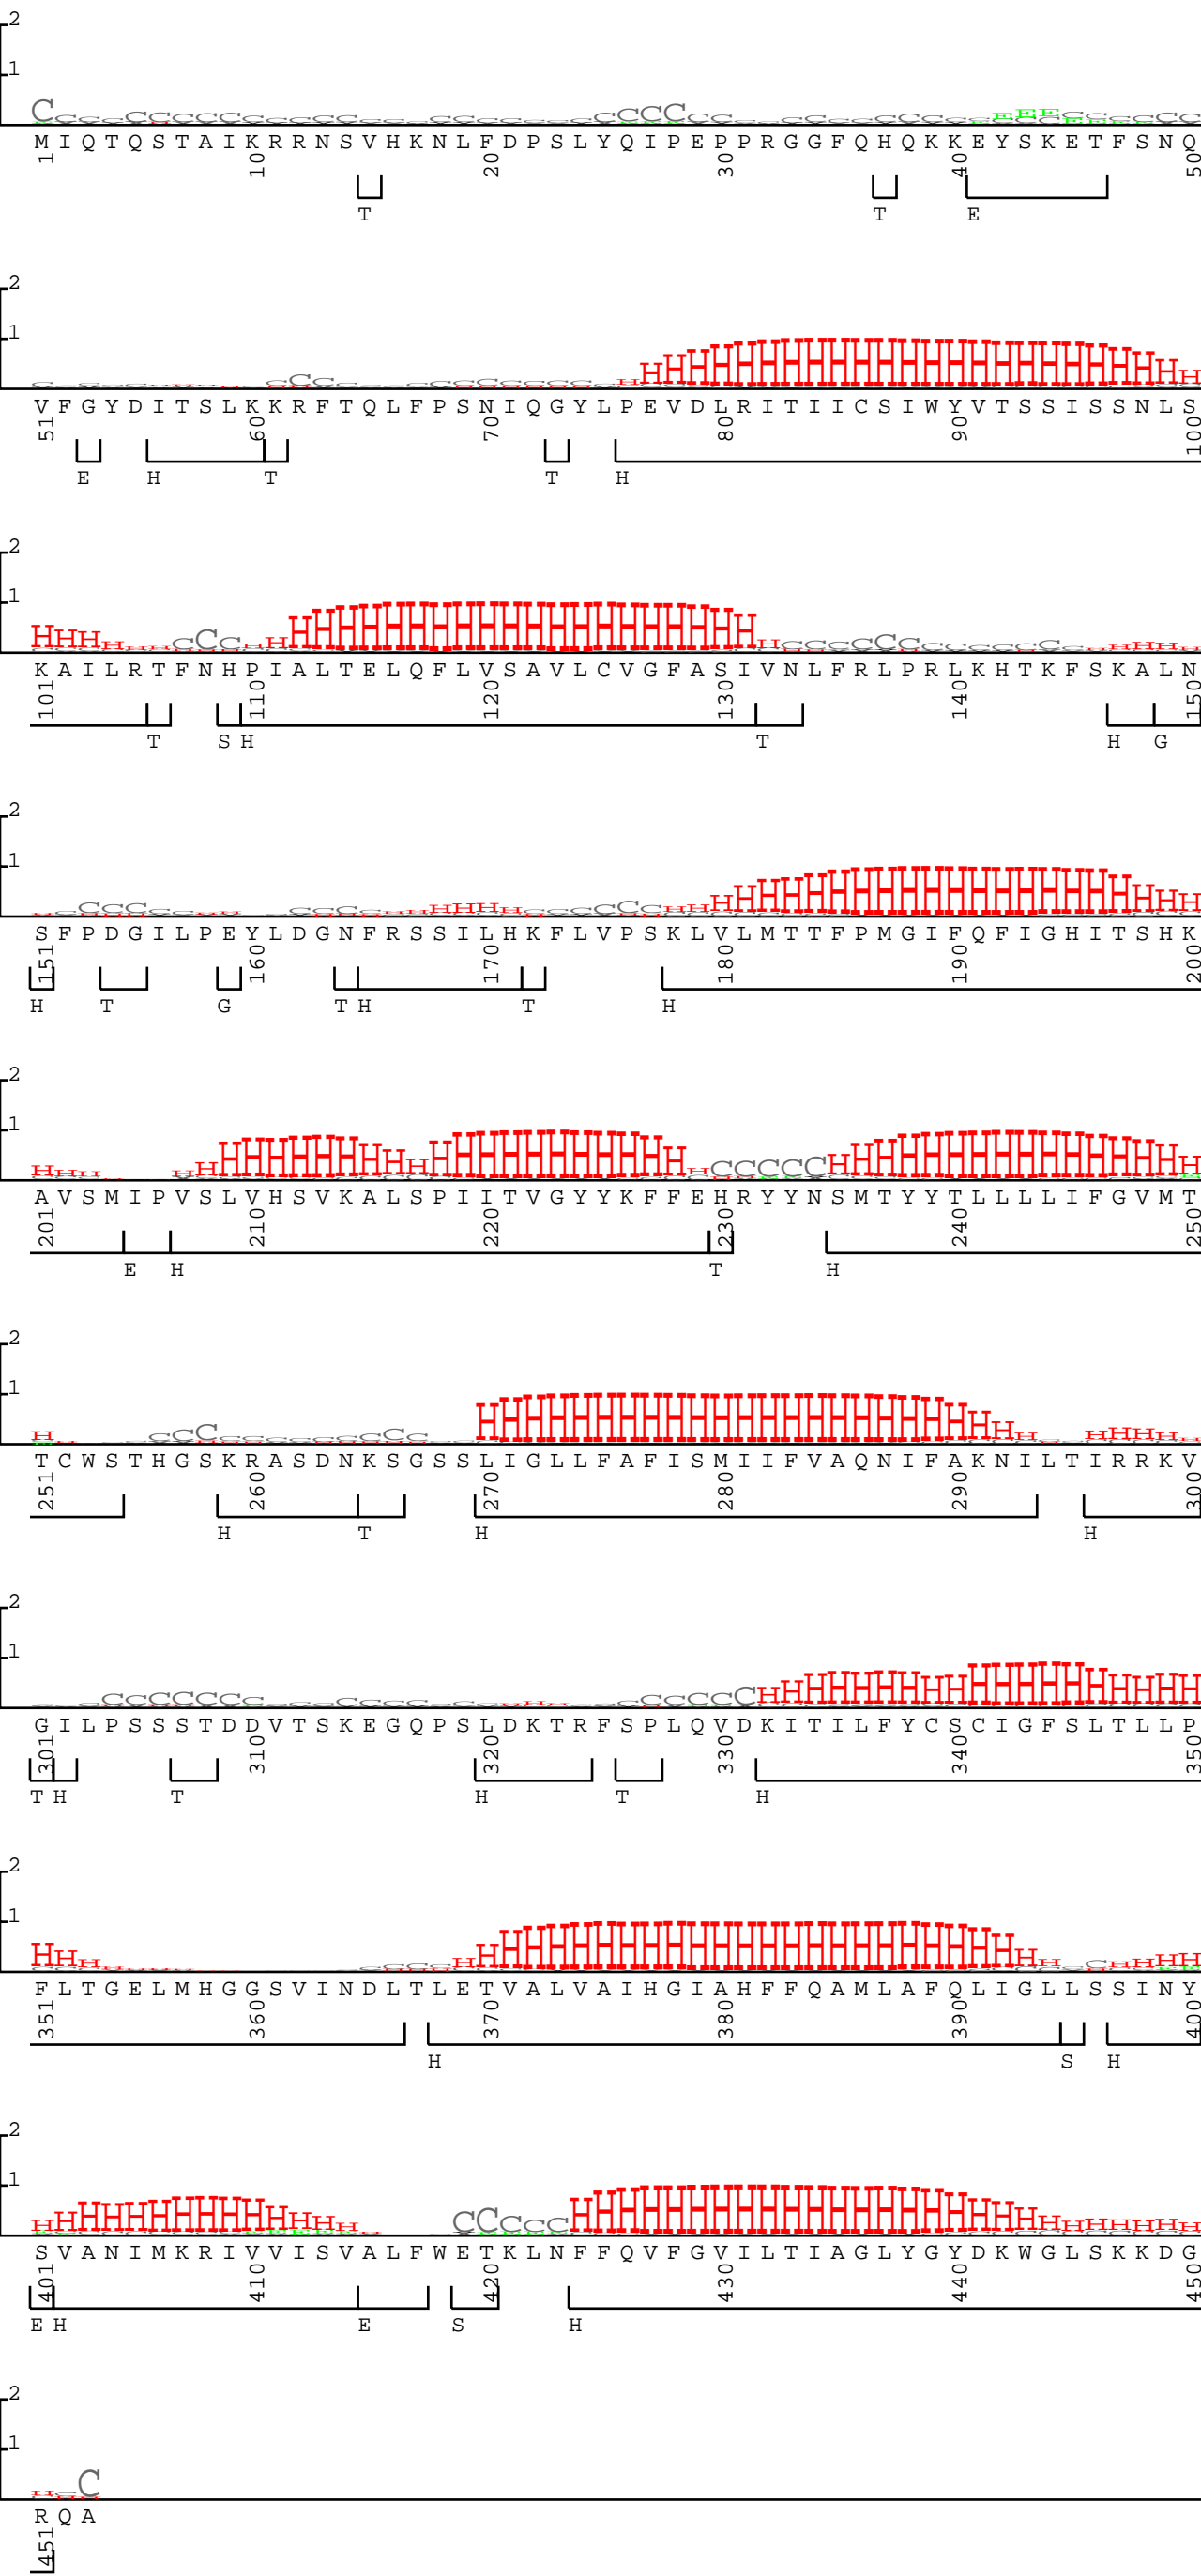 2
1
M I Q T Q S T A I K R R N S V H K N L F D P S L Y Q I P E P P R G G F Q H Q K K E Y S K E T F S N Q
1 10 20 30 40 50
T T E
2
1
V F G Y D I T S L K K R F T Q L F P S N I Q G Y L P E V D L R I T I I C S I W Y V T S S I S S N L S
51 60 70 80 90 100
E H T T H
2
1
K A I L R T F N H P I A L T E L Q F L V S A V L C V G F A S I V N L F R L P R L K H T K F S K A L N
101 110 120 130 140 150
T S H T H G
2
1
S F P D G I L P E Y L D G N F R S S I L H K F L V P S K L V L M T T F P M G I F Q F I G H I T S H K
151 160 170 180 190 200
H T G T H T H
2
1
A V S M I P V S L V H S V K A L S P I I T V G Y Y K F F E H R Y Y N S M T Y Y T L L L L I F G V M T
201 210 220 230 240 250
E H T H
2
1
T C W S T H G S K R A S D N K S G S S L I G L L F A F I S M I I F V A Q N I F A K N I L T I R R K V
251 260 270 280 290 300
H T H H
2
1
G I L P S S S T D D V T S K E G Q P S L D K T R F S P L Q V D K I T I L F Y C S C I G F S L T L L P
301 310 320 330 340 350
T H T H T H
2
1
F L T G E L M H G G S V I N D L T L E T V A L V A I H G I A H F F Q A M L A F Q L I G L L S S I N Y
351 360 370 380 390 400
H S H
2
1
S V A N I M K R I V V I S V A L F W E T K L N F F Q V F G V I L T I A G L Y G Y D K W G L S K K D G
401 410 420 430 440 450
E H E S H
2
1
R Q A
451